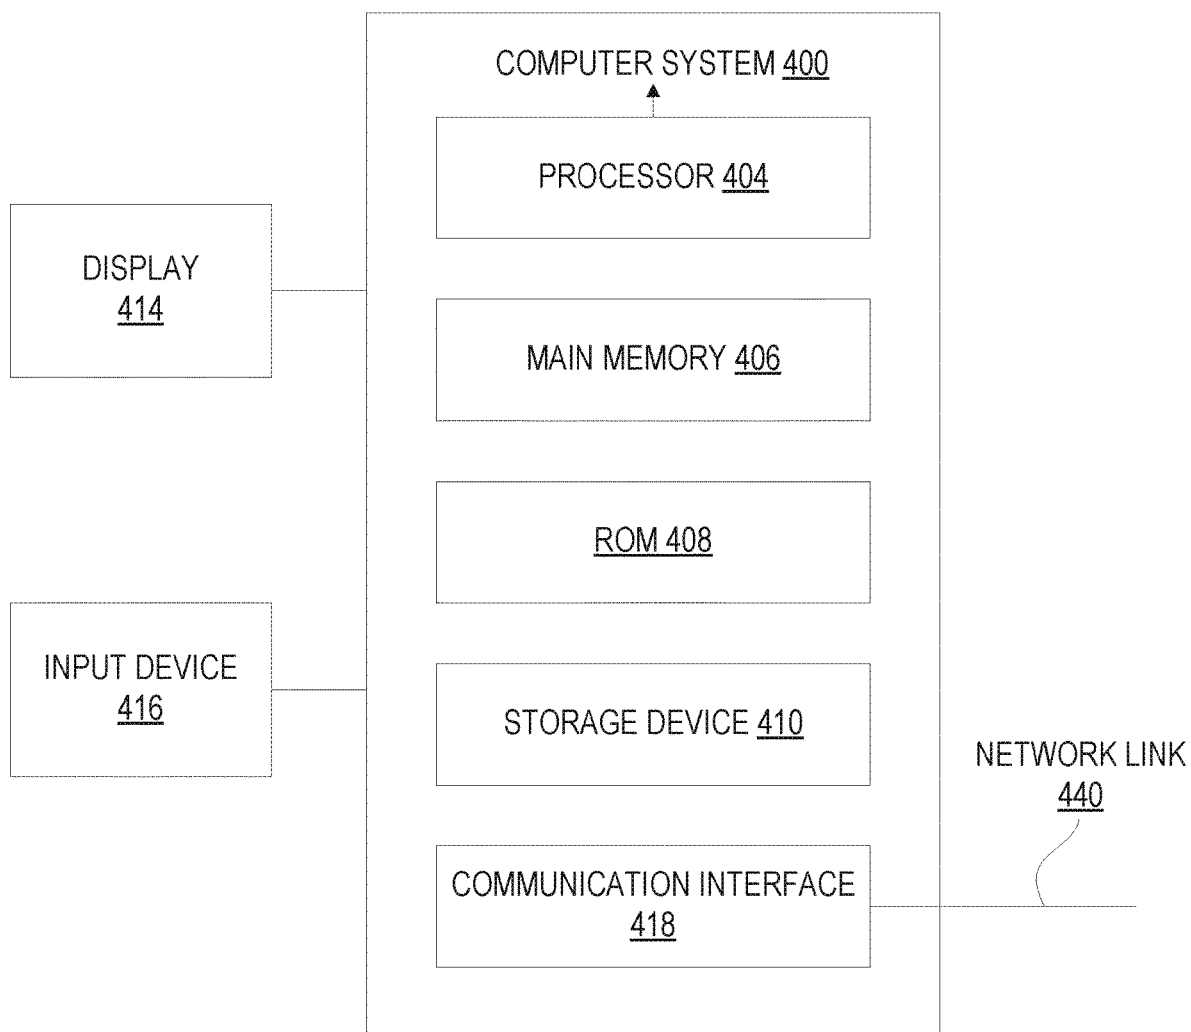 COMPUTER SYSTEM 400
PROCESSOR 404
DISPLAY
414
MAIN MEMORY 406
ROM 408
INPUT DEVICE
416
STORAGE DEVICE 410
NETWORK LINK
440
COMMUNICATION INTERFACE
418